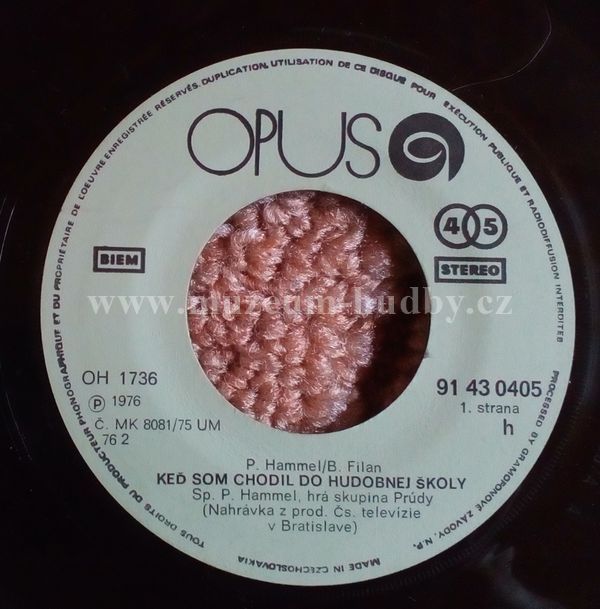 TOUS DROITS DU PRODUCTEUR PHONOGRAPHIQUE ET DU PROPRIÉTAIRE DE L'OEUVRE ENREGISTRÉE RÉSERVÉS. DUPLICATION, UTILISATION DE CE DISQUE POUR EXÉCUTION PUBLIQUE ET RADIODIFFUSION INTERDITES
OPUS
45
BIEM
STEREO
www.muzeum-hudby.cz
OH 1736
91 43 0405
Ⓟ 1976
1. strana
Č. MK 8081/75 UM
h
76 2
P. Hammel/B. Filan
KEĎ SOM CHODIL DO HUDOBNEJ ŠKOLY
Sp. P. Hammel, hrá skupina Prúdy
(Nahrávka z prod. Čs. televízie
v Bratislave)
MADE IN CZECHOSLOVAKIA
PROCESSED BY GRAMOFONOVÉ ZÁVODY, N.P.